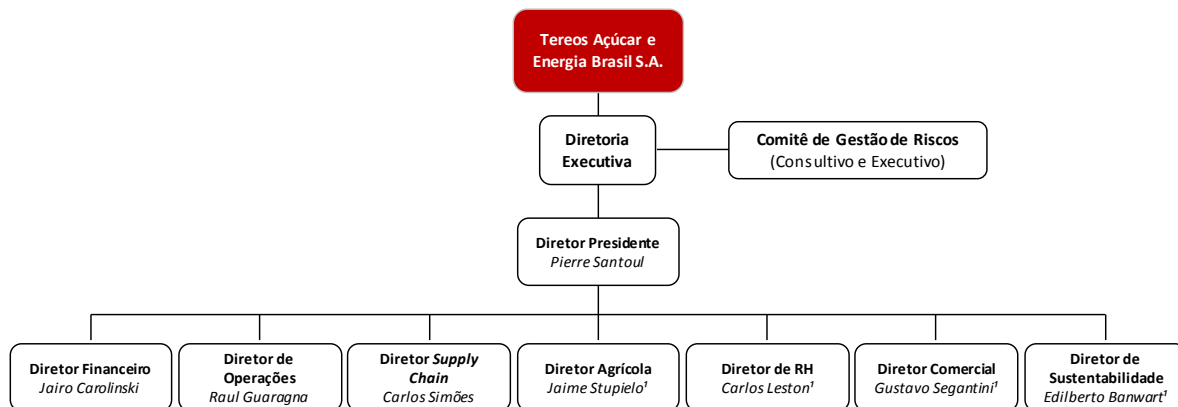 Tereos Açúcar e
Energia Brasil S.A.
Diretoria
Executiva
Comitê de Gestão de Riscos
(Consultivo e Executivo)
Diretor Presidente
Pierre Santoul
Diretor Financeiro
Jairo Carolinski
Diretor de
Operações
Raul Guaragna
Diretor Supply
Chain
Carlos Simões
Diretor Agrícola
Jaime Stupielo¹
Diretor de RH
Carlos Leston¹
Diretor Comercial
Gustavo Segantini¹
Diretor de
Sustentabilidade
Edilberto Banwart¹